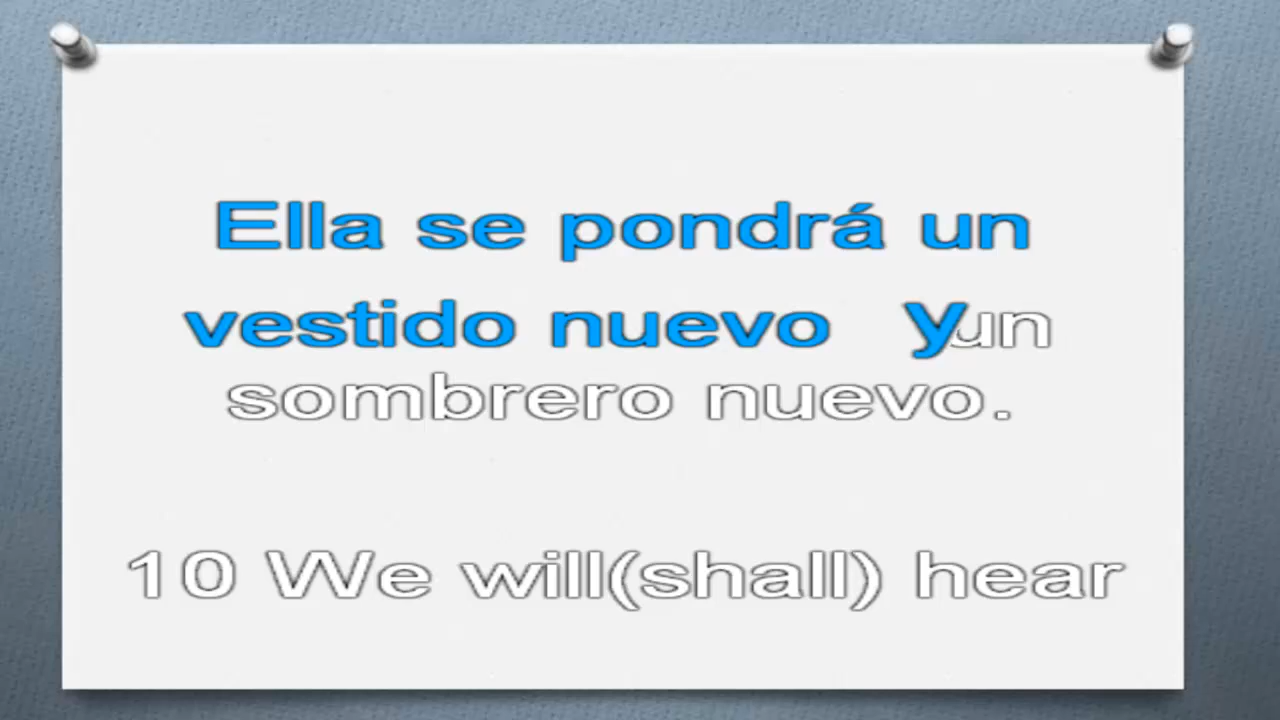 Ella se pondrá un
vestido nuevo y un
sombrero nuevo.
10 We will(shall) hear